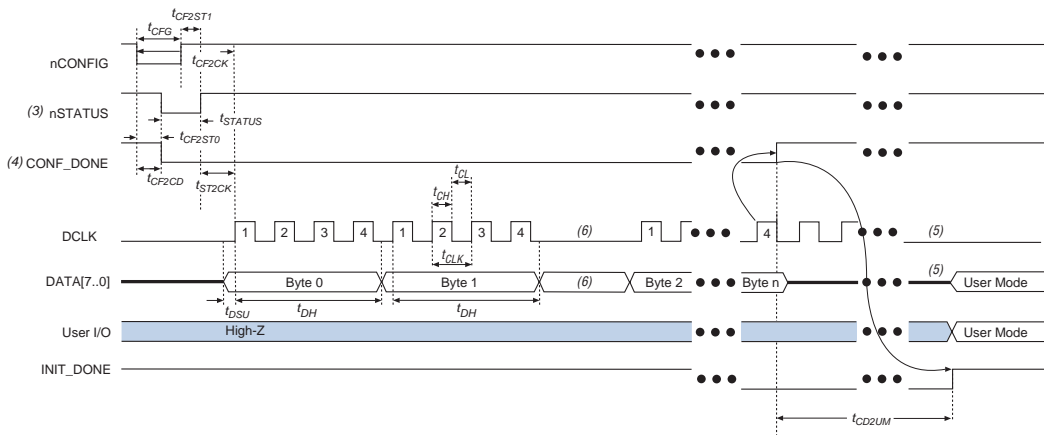 tCF2ST1
tCFG
nCONFIG
tCF2CK
(3) nSTATUS
tSTATUS
tCF2ST0
(4) CONF_DONE
tCF2CD
tST2CK
tCL
tCH
DCLK
1 2 3 4 1 2 3 4 (6) 1 4 (5)
tCLK
DATA[7..0]
Byte 0 Byte 1 (6) Byte 2 Byte n (5) User Mode
tDSU tDH tDH
User I/O High-Z User Mode
INIT_DONE
tCD2UM